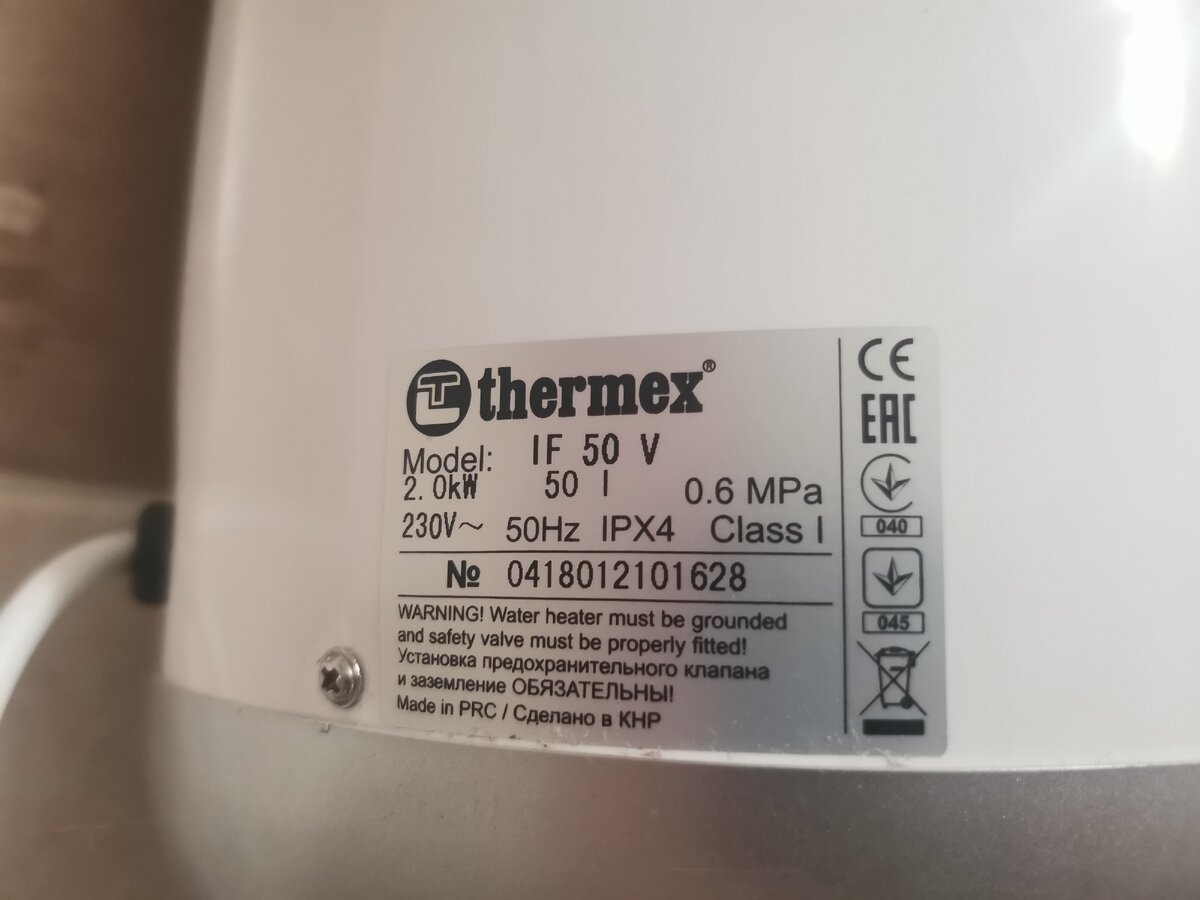 thermex®
Model: IF 50 V
2.0kW 50 l 0.6 MPa
230V~ 50Hz IPX4 Class I
№ 0418012101628
WARNING! Water heater must be grounded
and safety valve must be properly fitted!
Установка предохранительного клапана
и заземление ОБЯЗАТЕЛЬНЫ!
Made in PRC / Сделано в КНР
CE
EAC
040
045